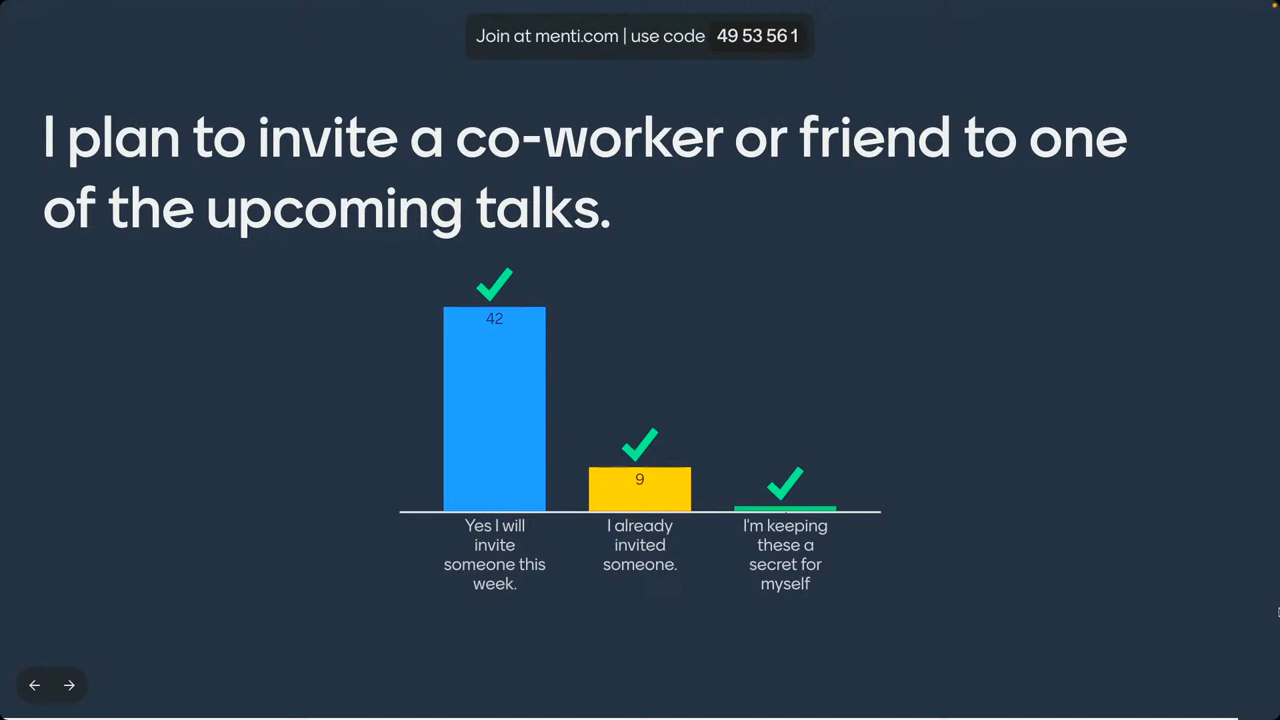 Join at menti.com | use code 49 53 56 1
I plan to invite a co-worker or friend to one
of the upcoming talks.
42
9
Yes I will
invite
someone this
week.
I already
invited
someone.
I'm keeping
these a
secret for
myself